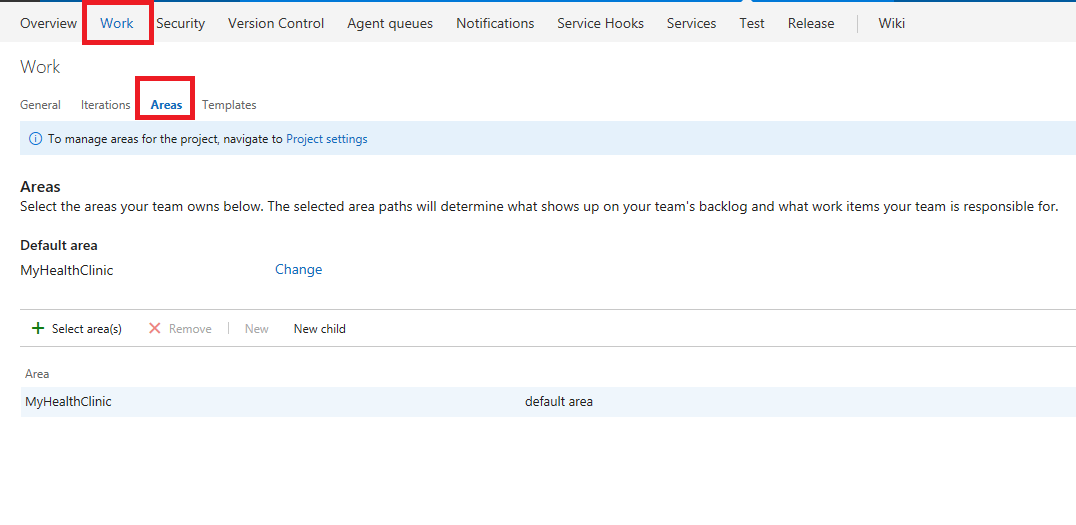 Overview Work Security Version Control Agent queues Notifications Service Hooks Services Test Release Wiki
Work
General Iterations Areas Templates
To manage areas for the project, navigate to Project settings
Areas
Select the areas your team owns below. The selected area paths will determine what shows up on your team's backlog and what work items your team is responsible for.
Default area
MyHealthClinic Change
Select area(s) Remove New New child
Area
MyHealthClinic default area